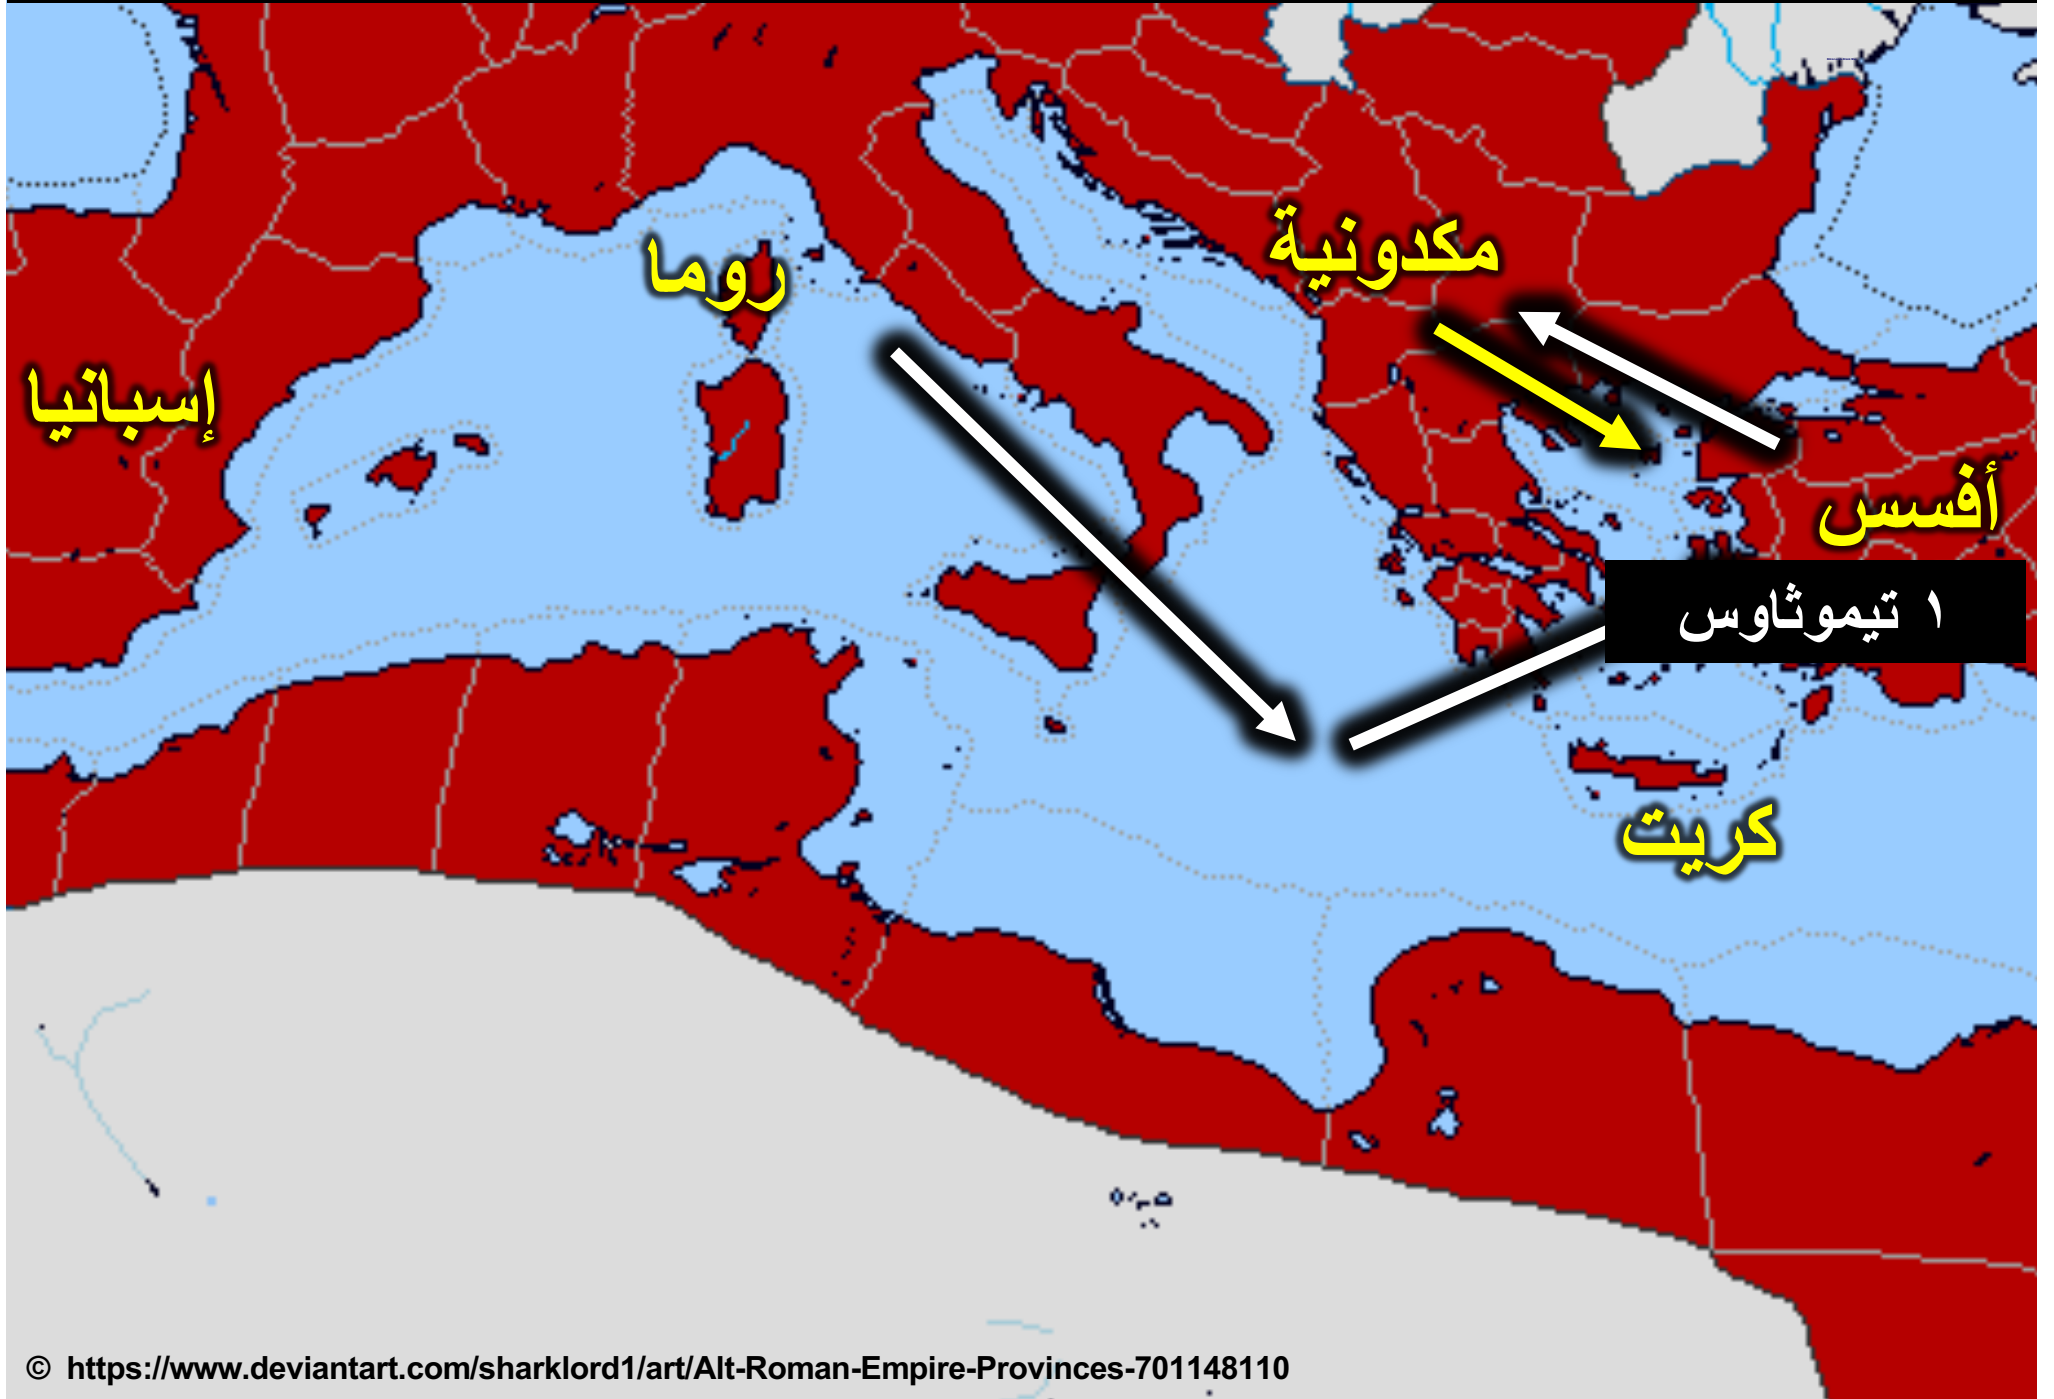 مكدونية
روما
إسبانيا
أفسس
١ تيموثاوس
كريت
© https://www.deviantart.com/sharklord1/art/Alt-Roman-Empire-Provinces-701148110